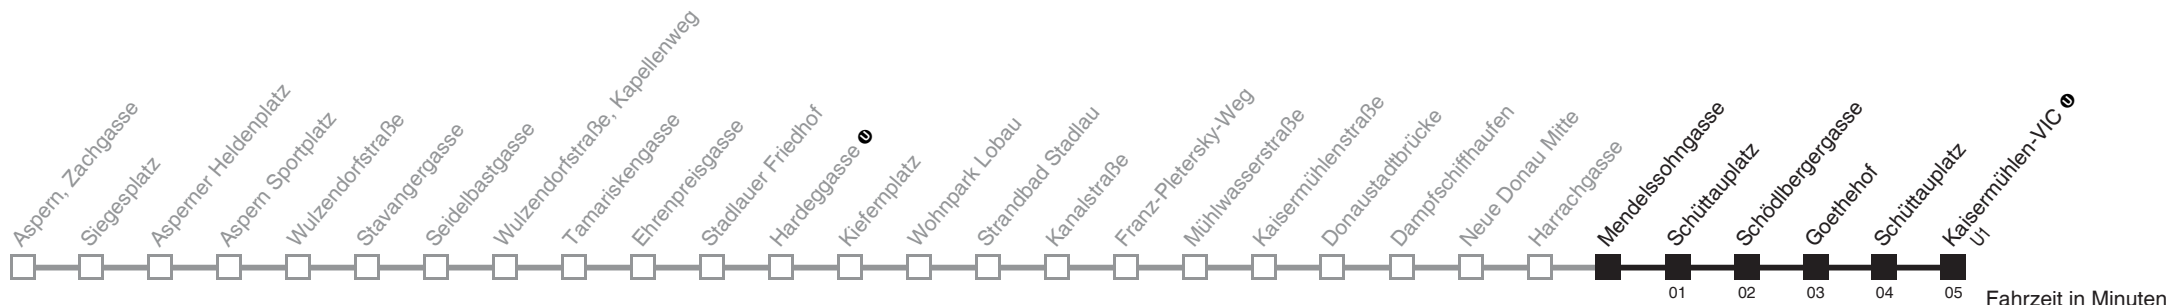 Aspern, Zachgasse
Siegesplatz
Asperner Heldenplatz
Aspern Sportplatz
Wulzendorfstraße
Stavangergasse
Seidelbastgasse
Wulzendorfstraße, Kapellenweg
Tamariskengasse
Ehrenpreisgasse
Stadlauer Friedhof
Hardeggasse U
Kiefernplatz
Wohnpark Lobau
Strandbad Stadlau
Kanalstraße
Franz-Pletersky-Weg
Mühlwasserstraße
Kaisermühlenstraße
Donaustadtbrücke
Dampfschiffhaufen
Neue Donau Mitte
Harrachgasse
Mendelssohngasse
Schüttauplatz
Schödlbergergasse
Goethehof
Schüttauplatz
Kaisermühlen-VIC U
U1
01 02 03 04 05
Fahrzeit in Minuten